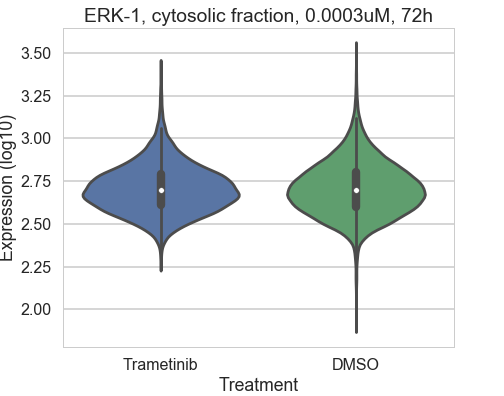 ERK-1, cytosolic fraction, 0.0003uM, 72h
Expression (log10)
3.50
3.25
3.00
2.75
2.50
2.25
2.00
Trametinib
DMSO
Treatment